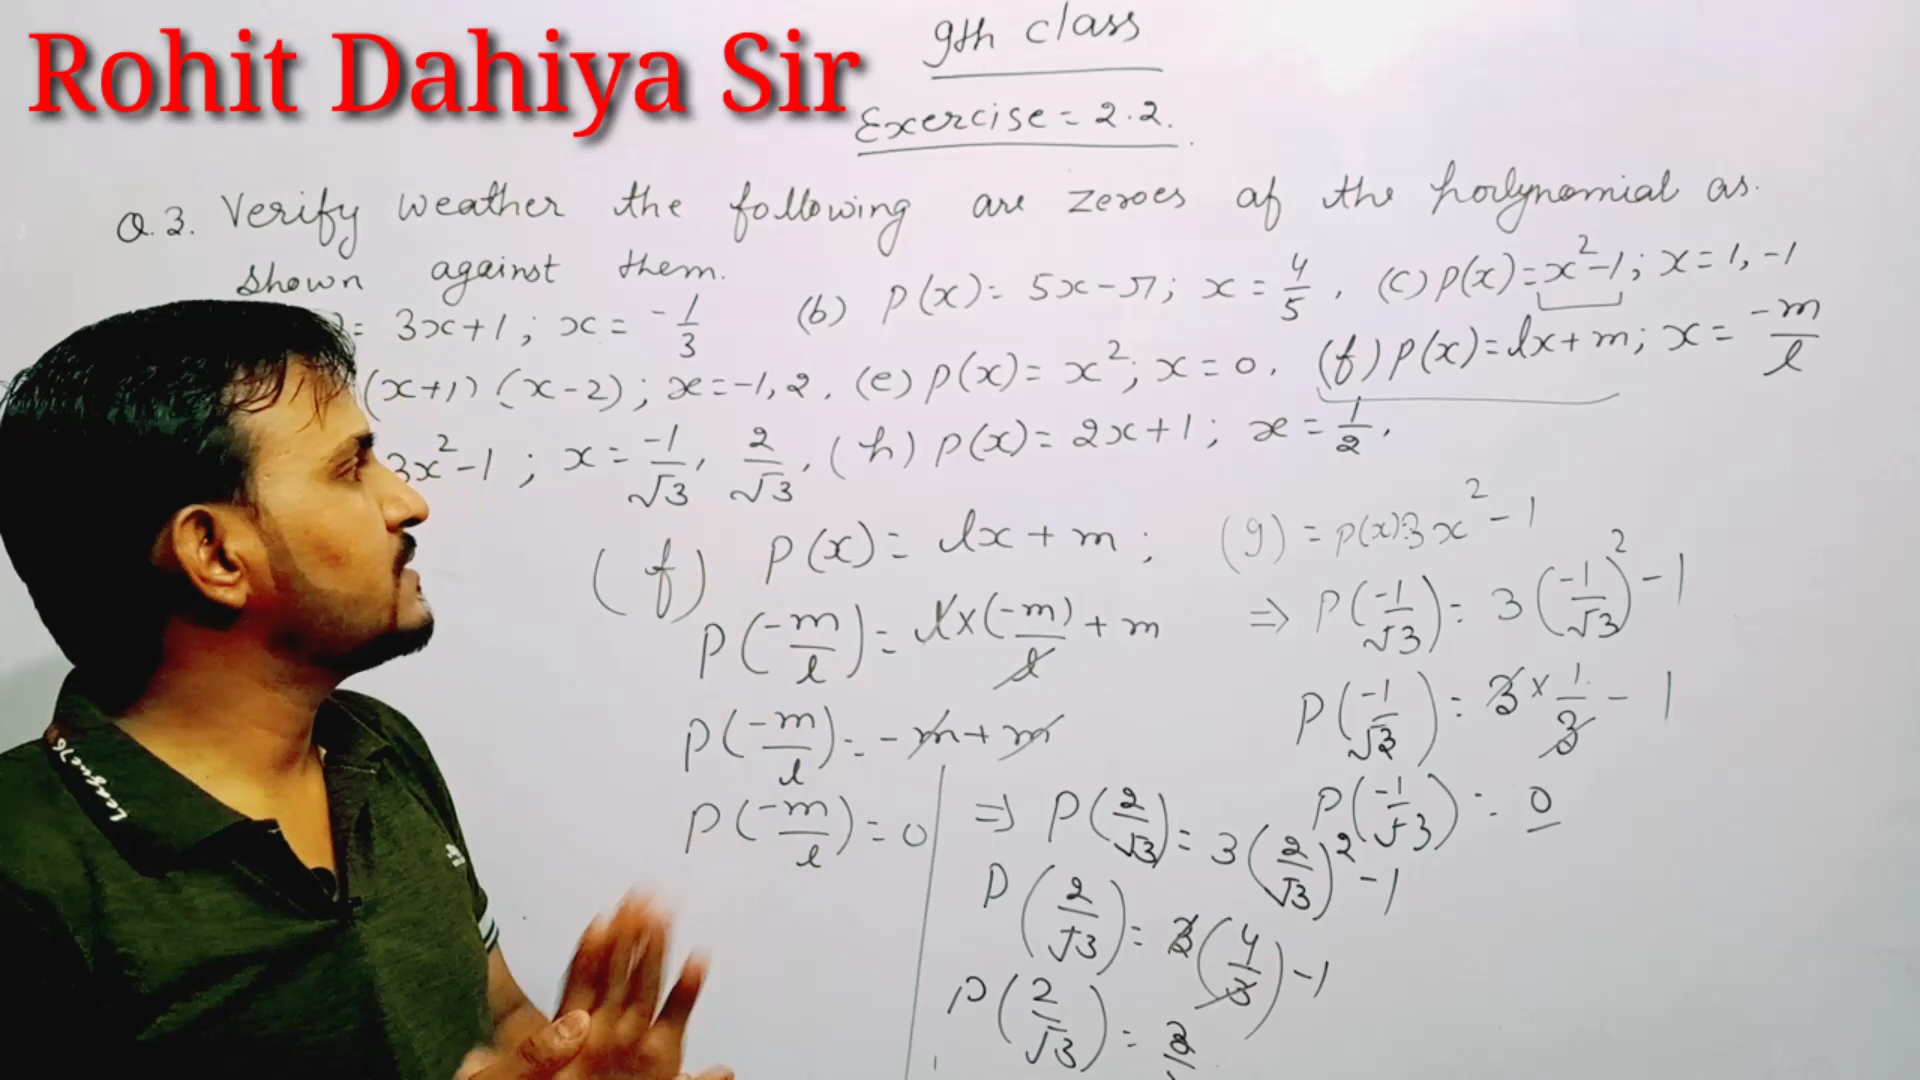 Rohit Dahiya Sir
9th class
Exercise = 2.2.
Q.3. Verify weather the following are zeroes of the polynomial as
shown against them.
= 3x+1; x = -1/3 (b) p(x) = 5x-π; x = 4/5, (c) p(x) = x²-1; x = 1, -1
(x+1) (x-2); x = -1, 2, (e) p(x) = x²; x = 0, (f) p(x) = lx+m; x = -m/l
3x²-1; x = -1/√3, 2/√3, (h) p(x) = 2x+1; x = 1/2,
(f) P(x) = lx + m;
P(-m/l) = l×(-m)/l + m
P(-m/l) = -m+m
P(-m/l) = 0
(g) = p(x) 3x²-1
⇒ P(-1/√3) = 3(-1/√3)²-1
P(-1/√3) = 3×1/3-1
P(-1/√3) = 0
⇒ P(2/√3) = 3(2/√3)²-1
P(2/√3) = 3(4/3)-1
P(2/√3) = 3
League76